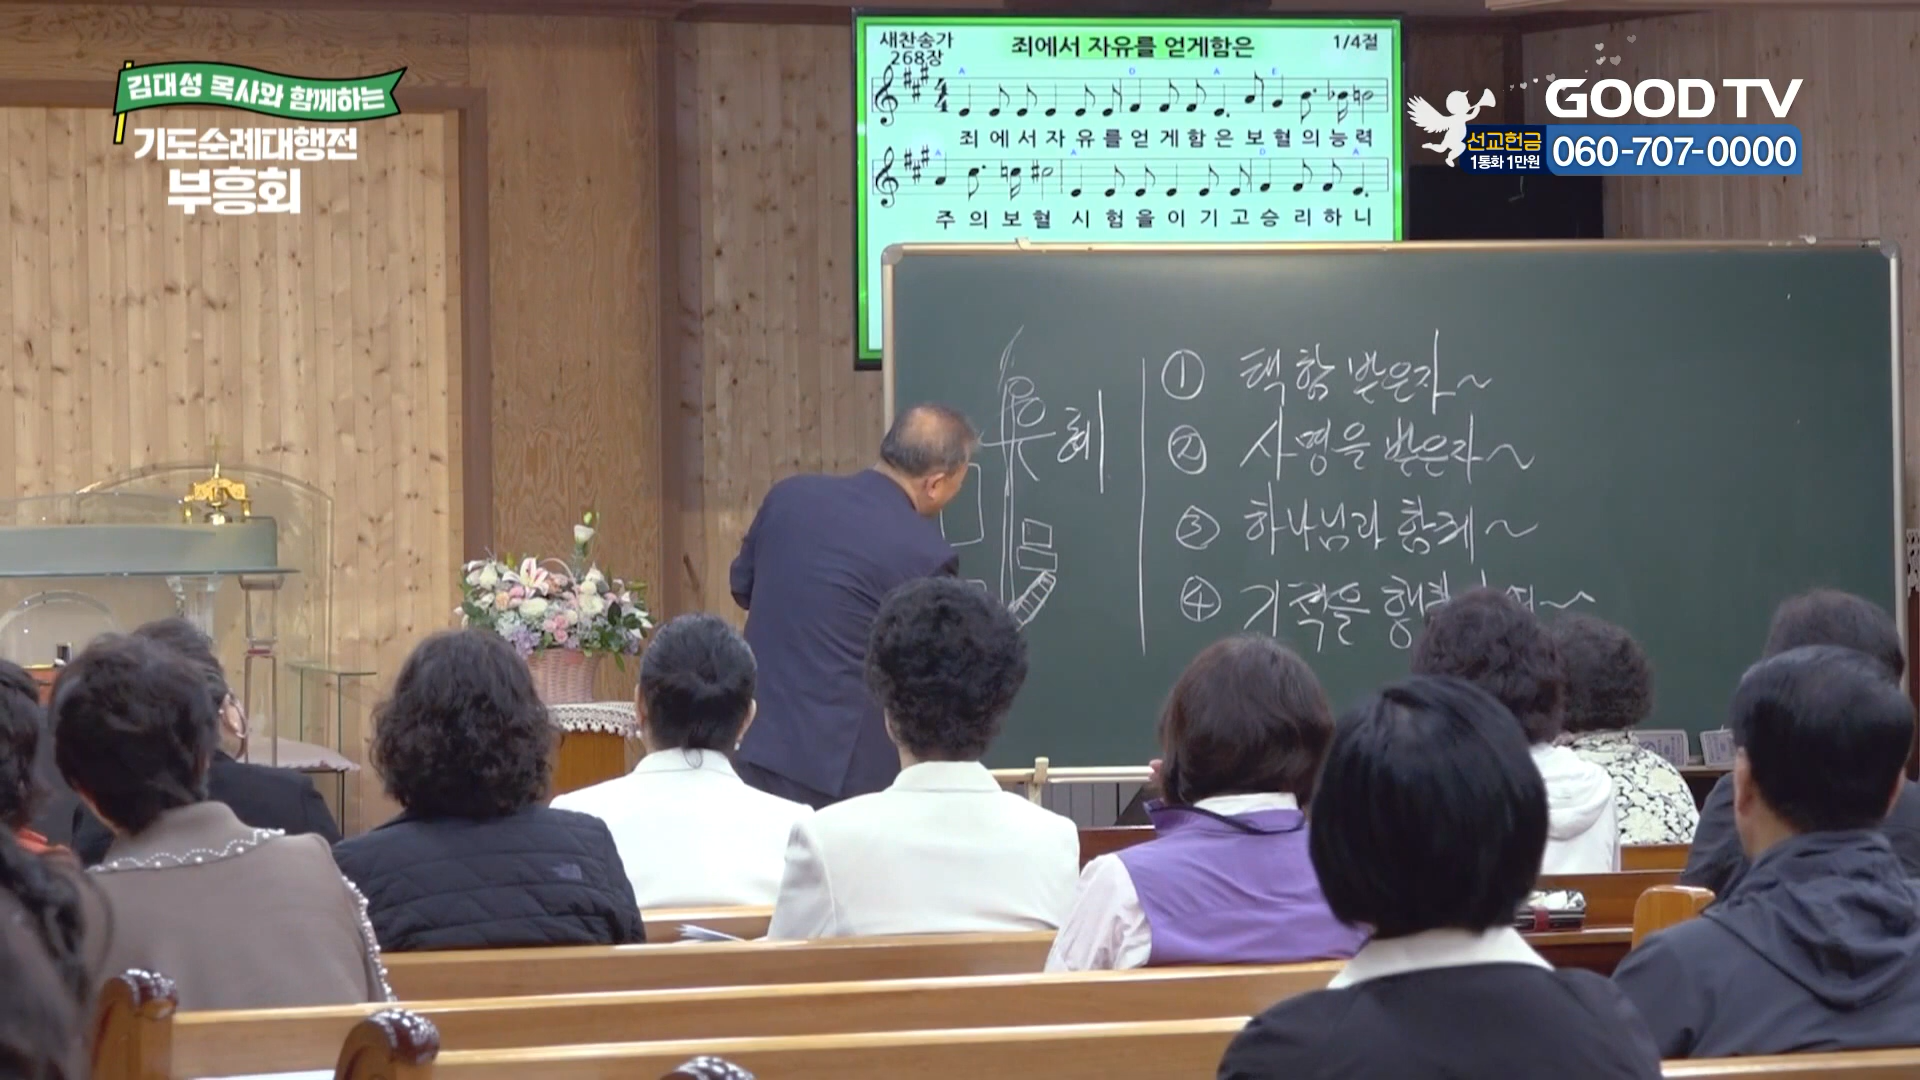 김대성 목사와 함께하는
기도순례대행전
부흥회
새찬송가
268장
죄에서 자유를 얻게함은
1/4절
죄 에 서 자 유 를 얻 게 함 은 보 혈 의 능 력
주 의 보 혈 시 험 을 이 기 고 승 리 하 니
GOOD TV
선교헌금
1통화 1만원
060-707-0000
① 택함 받은자~
② 사명을 받은자~
③ 하나님과 함께~
④ 기적을 행